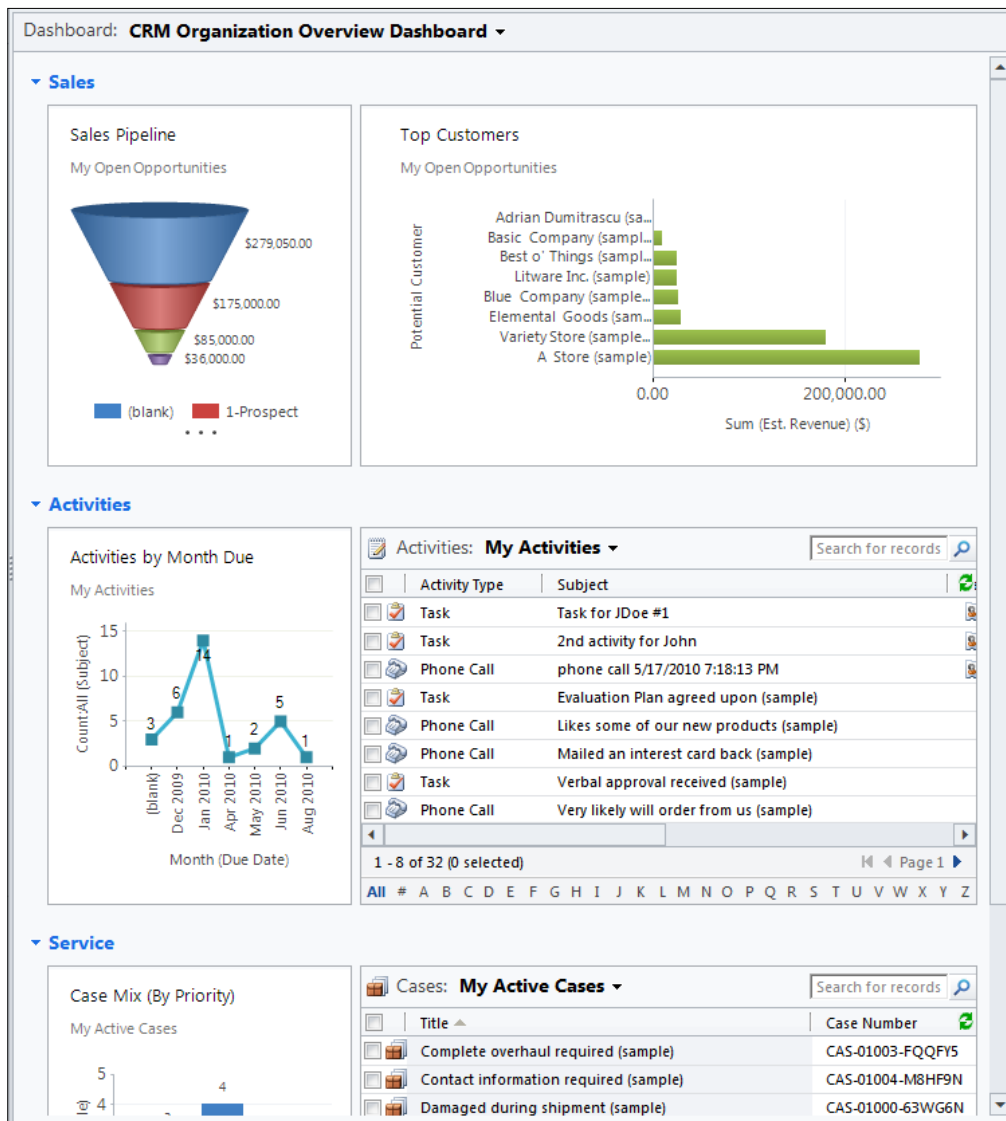 Dashboard: CRM Organization Overview Dashboard
Sales
Sales Pipeline
My Open Opportunities
$279,050.00
$175,000.00
$85,000.00
$36,000.00
(blank) 1-Prospect
Top Customers
My Open Opportunities
Potential Customer
Adrian Dumitrascu (sa...
Basic Company (sampl...
Best o' Things (sampl...
Litware Inc. (sample)
Blue Company (sample...
Elemental Goods (sam...
Variety Store (sample...
A Store (sample)
0.00 200,000.00
Sum (Est. Revenue) ($)
Activities
Activities by Month Due
My Activities
Count:All (Subject)
15
10
5
0
3
6
14
1
2
5
1
(blank)
Dec 2009
Jan 2010
Apr 2010
May 2010
Jun 2010
Aug 2010
Month (Due Date)
Activities: My Activities
Search for records
Activity Type Subject
Task Task for JDoe #1
Task 2nd activity for John
Phone Call phone call 5/17/2010 7:18:13 PM
Task Evaluation Plan agreed upon (sample)
Phone Call Likes some of our new products (sample)
Phone Call Mailed an interest card back (sample)
Task Verbal approval received (sample)
Phone Call Very likely will order from us (sample)
1 - 8 of 32 (0 selected) Page 1
All # A B C D E F G H I J K L M N O P Q R S T U V W X Y Z
Service
Case Mix (By Priority)
My Active Cases
5
4
4
Cases: My Active Cases
Search for records
Title Case Number
Complete overhaul required (sample) CAS-01003-FQQFY5
Contact information required (sample) CAS-01004-M8HF9N
Damaged during shipment (sample) CAS-01000-63WG6N